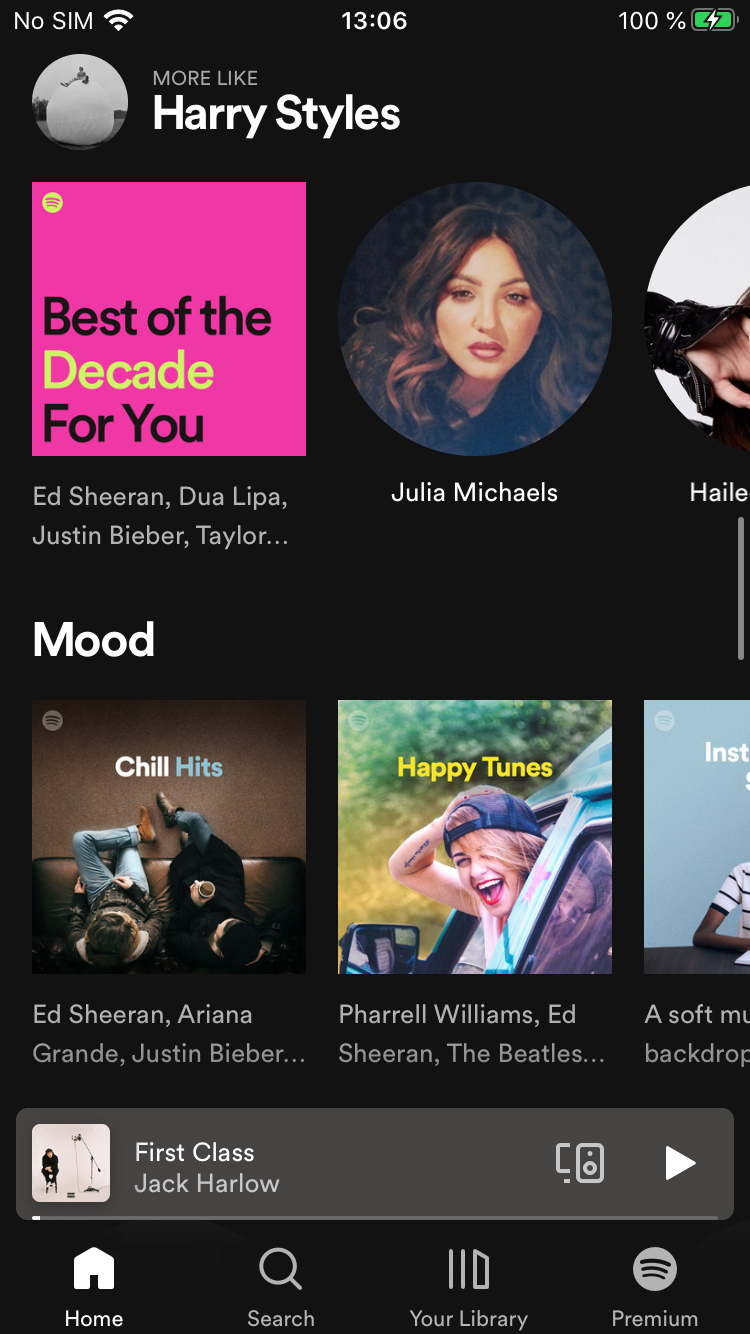 No SIM 13:06 100 %
MORE LIKE
Harry Styles
Best of the
Decade
For You
Ed Sheeran, Dua Lipa,
Justin Bieber, Taylor...
Julia Michaels
Haile
Mood
Chill Hits
Happy Tunes
Inst
Ed Sheeran, Ariana
Grande, Justin Bieber...
Pharrell Williams, Ed
Sheeran, The Beatles...
A soft mu
backdrop
First Class
Jack Harlow
Home
Search
Your Library
Premium